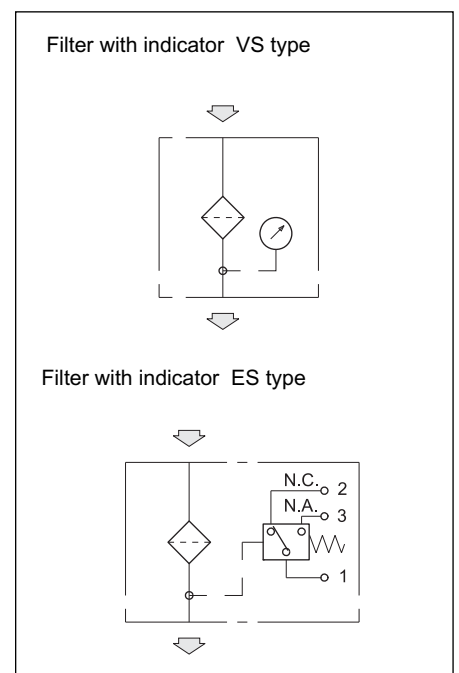 Filter with indicator VS type
Filter with indicator ES type
N.C. 2
N.A. 3
1